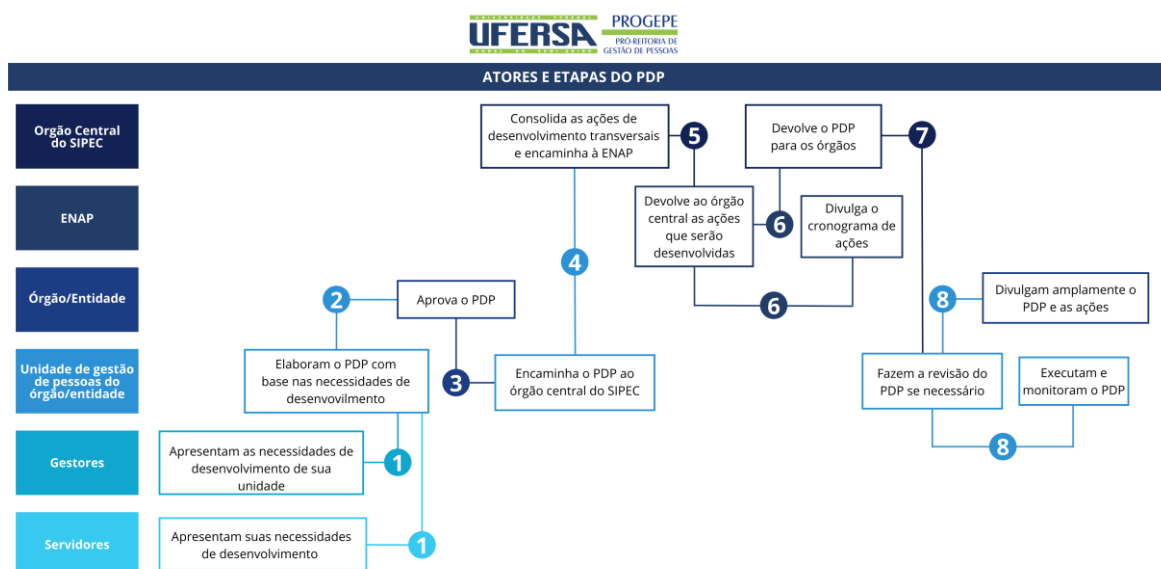 UNIVERSIDADE FEDERAL
UFERSA
RURAL DO SEMI-ÁRIDO
PROGEPE
PRÓ-REITORIA DE
GESTÃO DE PESSOAS
ATORES E ETAPAS DO PDP
Orgão Central
do SIPEC
Consolida as ações de
desenvolvimento transversais
e encaminha à ENAP
5
Devolve o PDP
para os órgãos
7
ENAP
Devolve ao órgão
central as ações
que serão
desenvolvidas
6
Divulga o
cronograma de
ações
4
6
Órgão/Entidade
2
Aprova o PDP
8
Divulgam amplamente o
PDP e as ações
Unidade de gestão
de pessoas do
órgão/entidade
Elaboram o PDP com
base nas necessidades de
desenvovilmento
3
Encaminha o PDP ao
órgão central do SIPEC
Fazem a revisão do
PDP se necessário
Executam e
monitoram o PDP
8
Gestores
Apresentam as necessidades de
desenvolvimento de sua
unidade
1
Servidores
Apresentam suas necessidades
de desenvolvimento
1